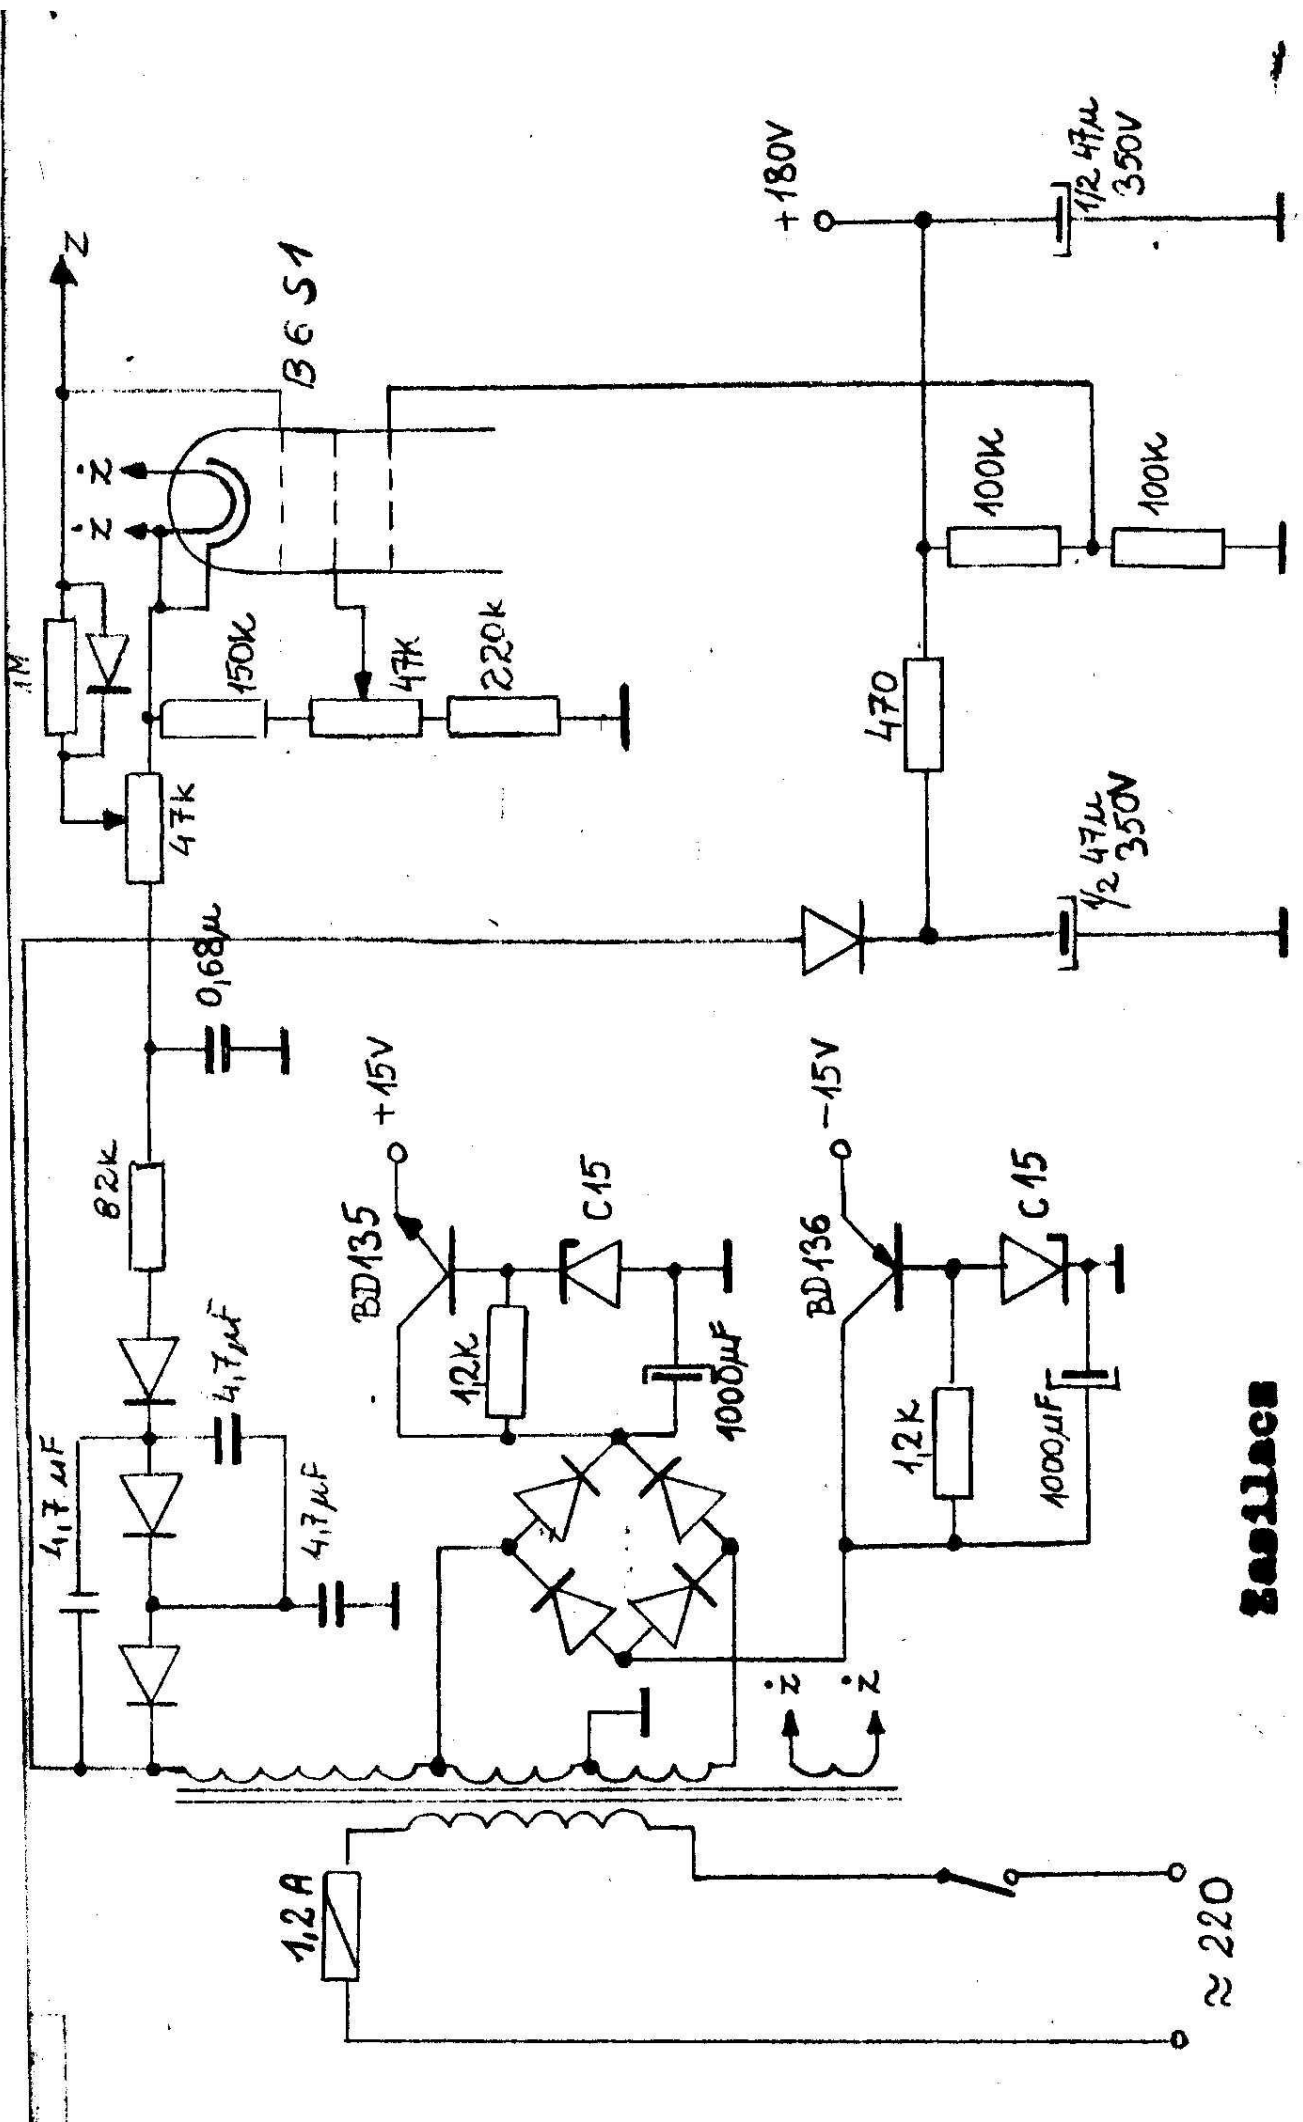 1M
Z
ż
ż
B6S1
47K
150K
47K
220K
82K
0,68µ
4,7µF
4,7µF
4,7µF
BD135
+15V
1,2K
C15
1000µF
BD136
-15V
1,2K
C15
1000µF
ż
ż
470
+180V
100K
100K
1/2 47µ
350V
1/2 47µ
350V
1,2A
≈ 220
Zasilacz